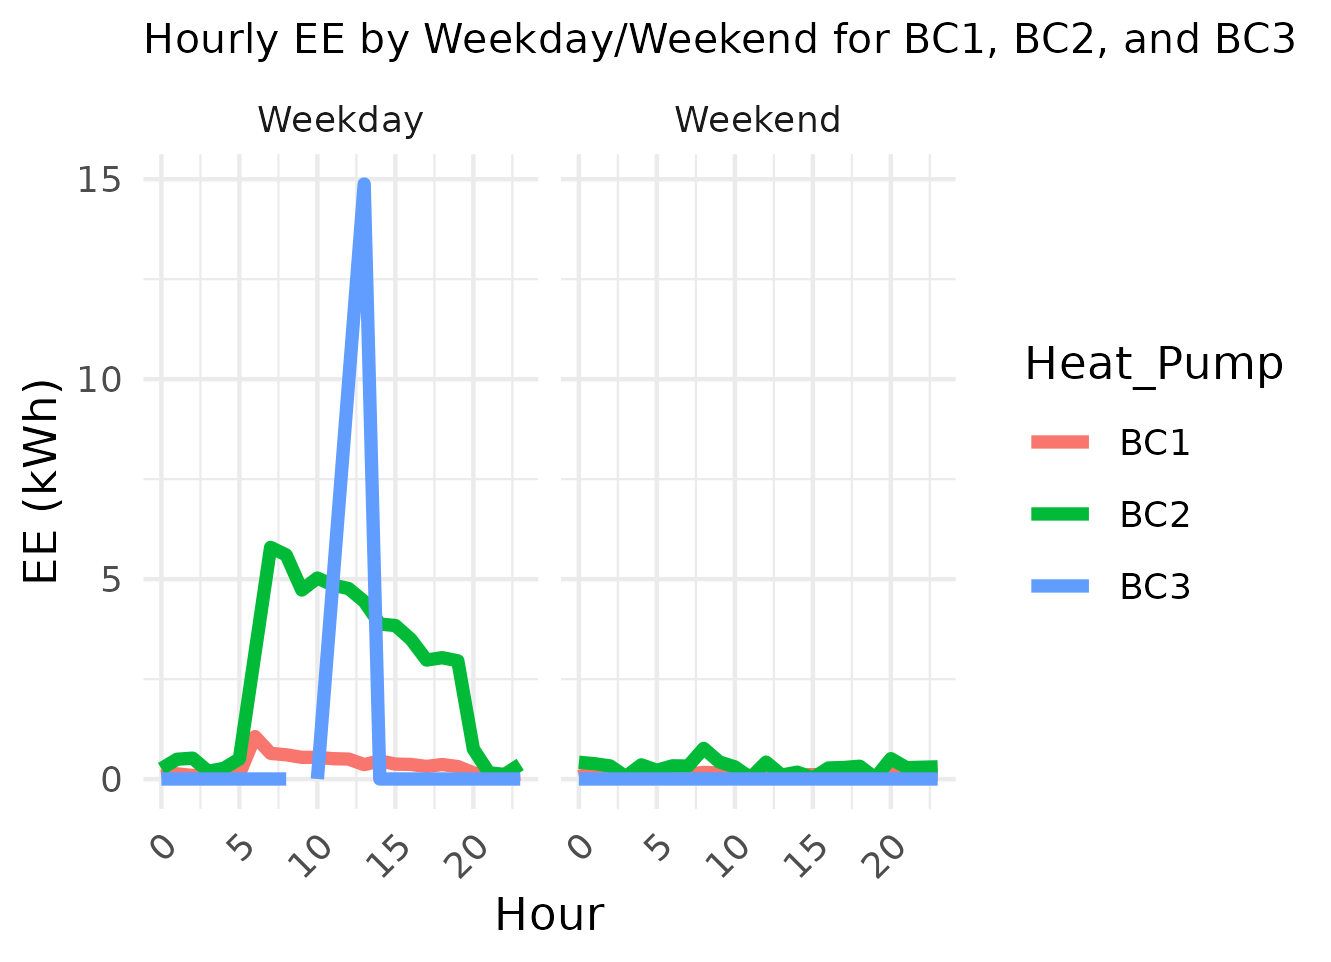 Hourly EE by Weekday/Weekend for BC1, BC2, and BC3
Weekday
Weekend
15
10
5
0
EE (kWh)
0 5 10 15 20
0 5 10 15 20
Hour
Heat_Pump
BC1
BC2
BC3